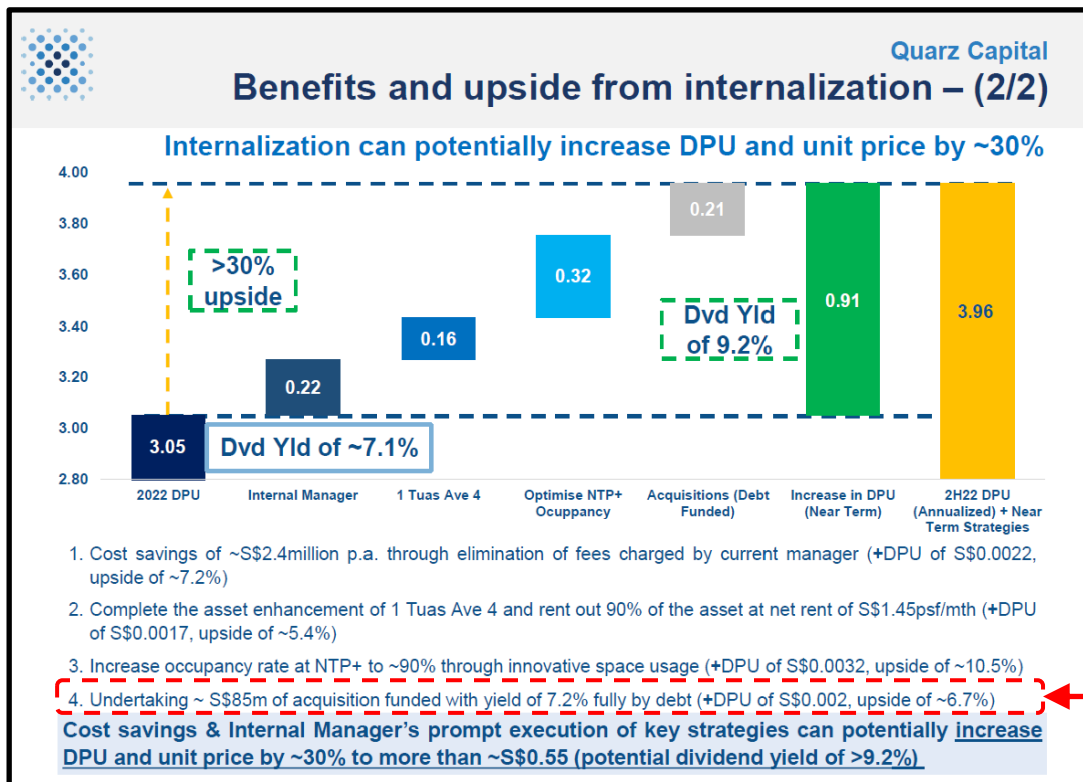 Quarz Capital
Benefits and upside from internalization – (2/2)
Internalization can potentially increase DPU and unit price by ~30%
4.00
3.80
3.60
3.40
3.20
3.00
2.80
>30%
upside
3.05
Dvd Yld of ~7.1%
0.22
0.16
0.32
0.21
Dvd Yld
of 9.2%
0.91
3.96
2022 DPU
Internal Manager
1 Tuas Ave 4
Optimise NTP+
Ocuppancy
Acquisitions (Debt
Funded)
Increase in DPU
(Near Term)
2H22 DPU
(Annualized) + Near
Term Strategies
1. Cost savings of ~S$2.4million p.a. through elimination of fees charged by current manager (+DPU of S$0.0022,
upside of ~7.2%)
2. Complete the asset enhancement of 1 Tuas Ave 4 and rent out 90% of the asset at net rent of S$1.45psf/mth (+DPU
of S$0.0017, upside of ~5.4%)
3. Increase occupancy rate at NTP+ to ~90% through innovative space usage (+DPU of S$0.0032, upside of ~10.5%)
4. Undertaking ~ S$85m of acquisition funded with yield of 7.2% fully by debt (+DPU of S$0.002, upside of ~6.7%)
Cost savings & Internal Manager's prompt execution of key strategies can potentially increase
DPU and unit price by ~30% to more than ~S$0.55 (potential dividend yield of >9.2%)